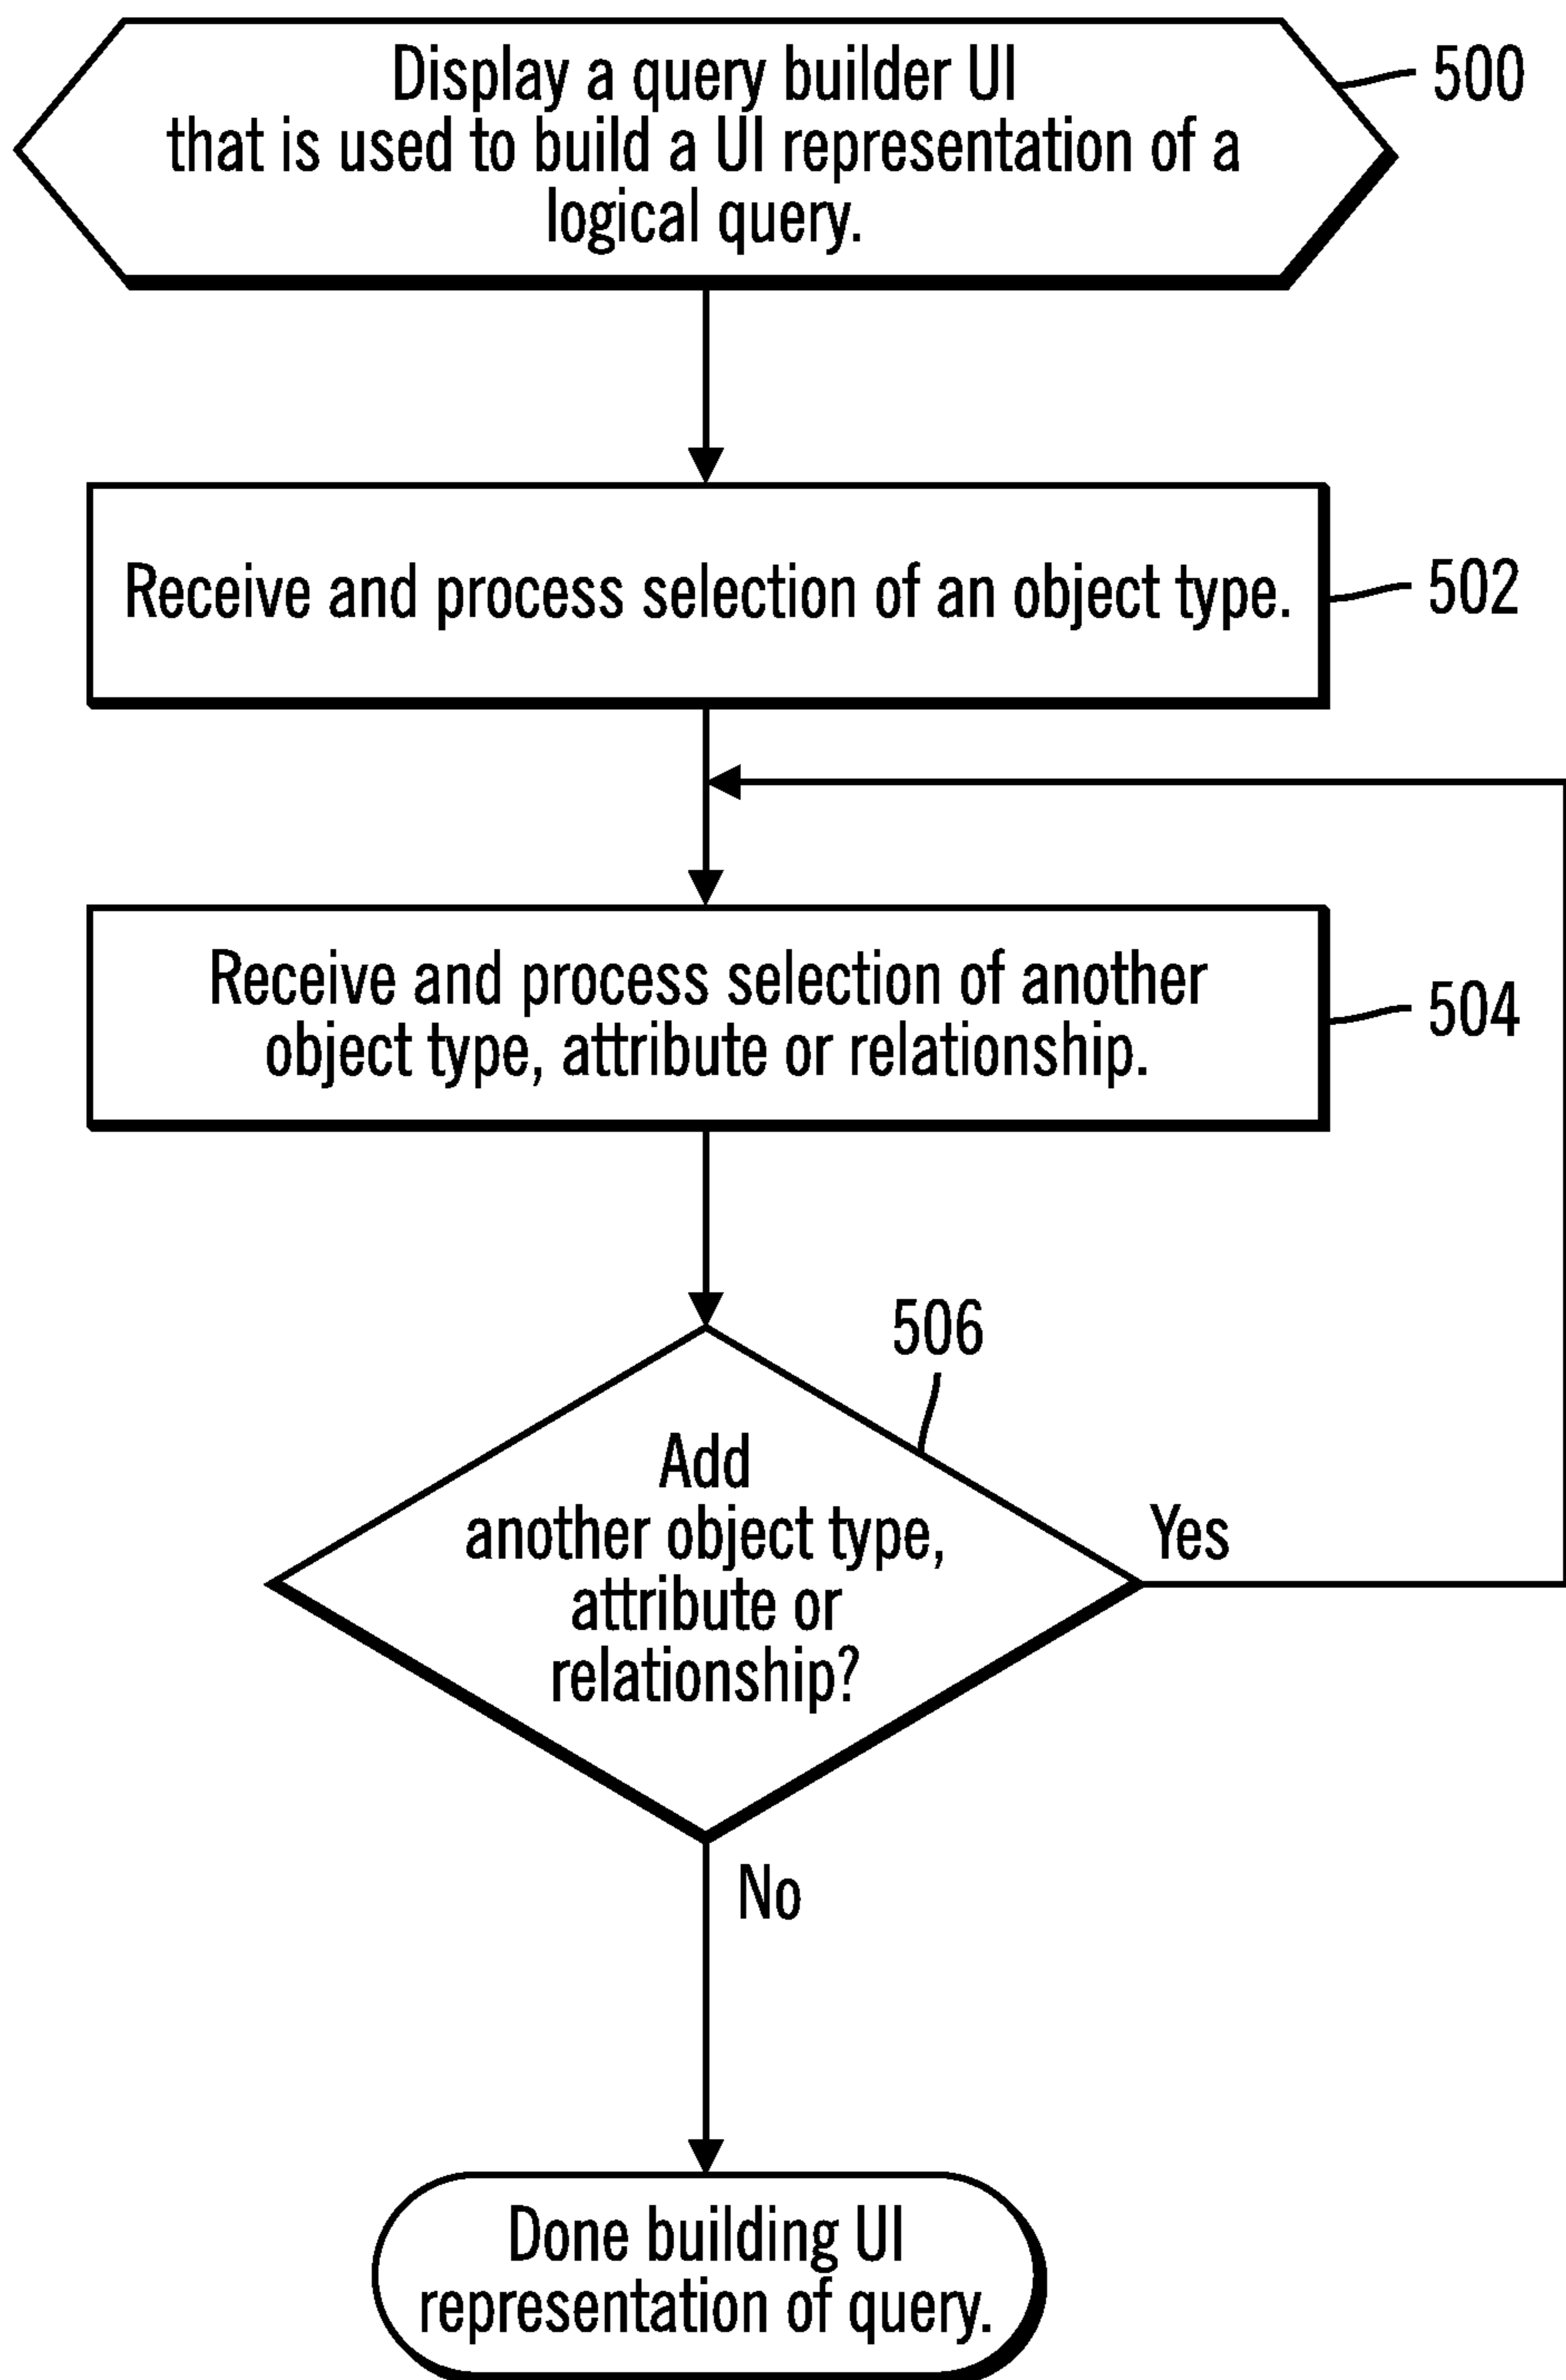 Display a query builder UI
that is used to build a UI representation of a
logical query.
500
Receive and process selection of an object type.
502
Receive and process selection of another
object type, attribute or relationship.
504
506
Add
another object type,
attribute or
relationship?
Yes
No
Done building UI
representation of query.